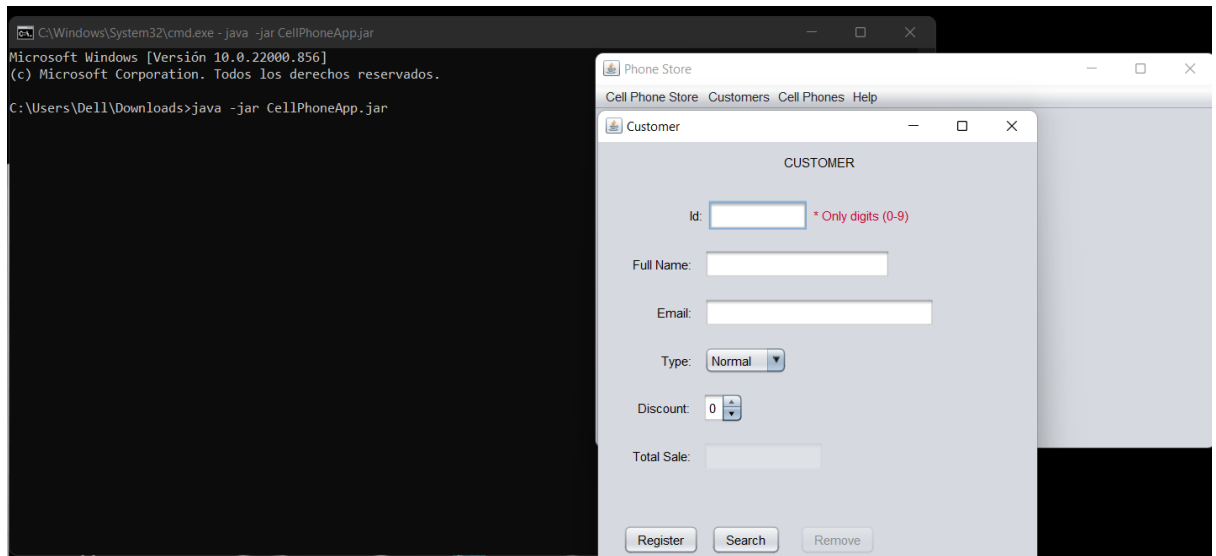 C:\Windows\System32\cmd.exe - java  -jar CellPhoneApp.jar
Microsoft Windows [Versión 10.0.22000.856]
(c) Microsoft Corporation. Todos los derechos reservados.
C:\Users\Dell\Downloads>java -jar CellPhoneApp.jar
Phone Store
Cell Phone Store Customers Cell Phones Help
Customer
CUSTOMER
Id: * Only digits (0-9)
Full Name:
Email:
Type: Normal
Discount: 0
Total Sale:
Register Search Remove